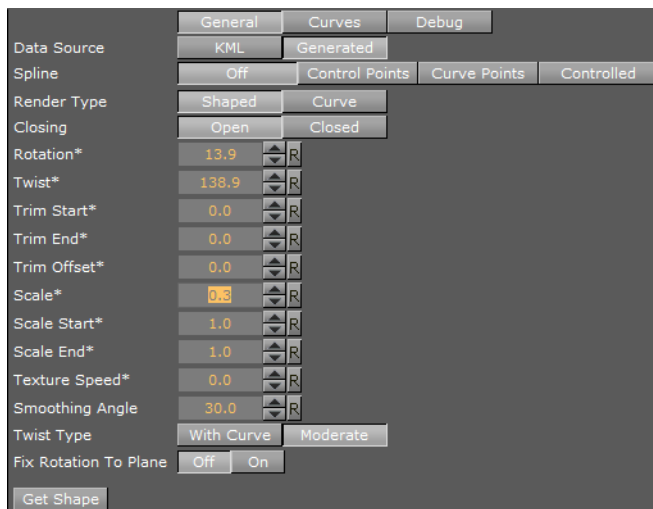 General Curves Debug
Data Source KML Generated
Spline Off Control Points Curve Points Controlled
Render Type Shaped Curve
Closing Open Closed
Rotation* 13.9 R
Twist* 138.9 R
Trim Start* 0.0 R
Trim End* 0.0 R
Trim Offset* 0.0 R
Scale* 0.3 R
Scale Start* 1.0 R
Scale End* 1.0 R
Texture Speed* 0.0 R
Smoothing Angle 30.0 R
Twist Type With Curve Moderate
Fix Rotation To Plane Off On
Get Shape